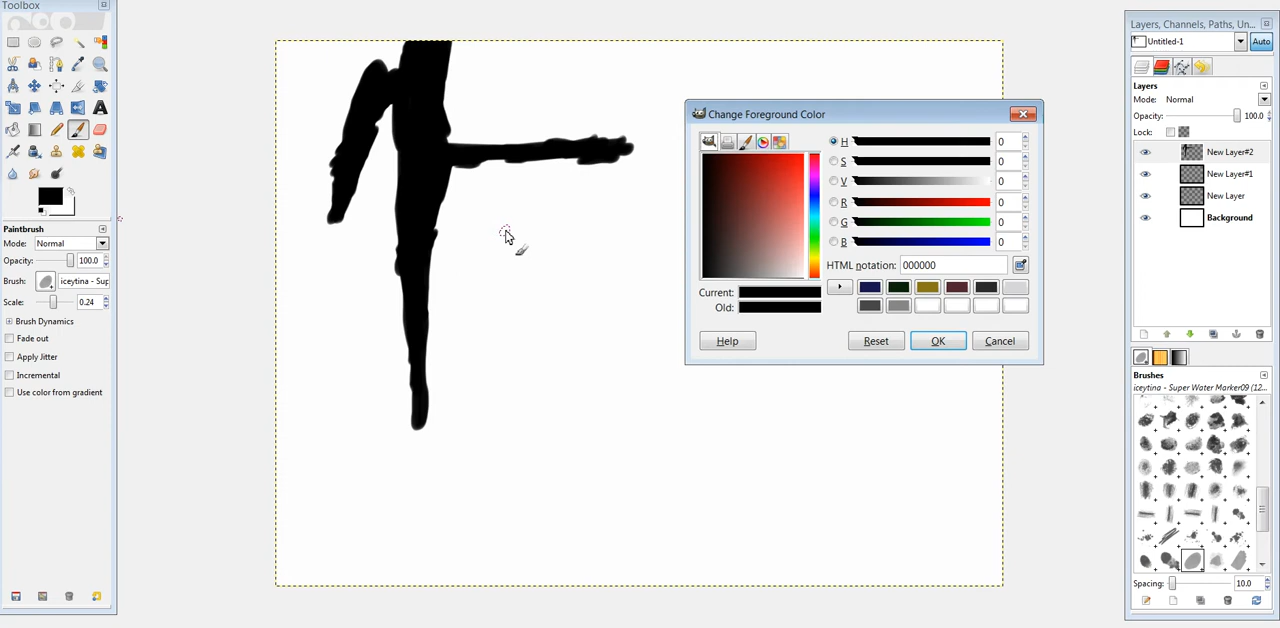 Toolbox
Paintbrush
Mode: Normal
Opacity: 100.0
Brush: iceytina - Sup
Scale: 0.24
Brush Dynamics
Fade out
Apply Jitter
Incremental
Use color from gradient
Change Foreground Color
H 0
S 0
V 0
R 0
G 0
B 0
HTML notation: 000000
Current:
Old:
Help
Reset
OK
Cancel
Layers, Channels, Paths, Un...
Untitled-1
Auto
Layers
Mode: Normal
Opacity: 100.0
Lock:
New Layer#2
New Layer#1
New Layer
Background
Brushes
iceytina - Super Water Marker09 (12...
Spacing: 10.0